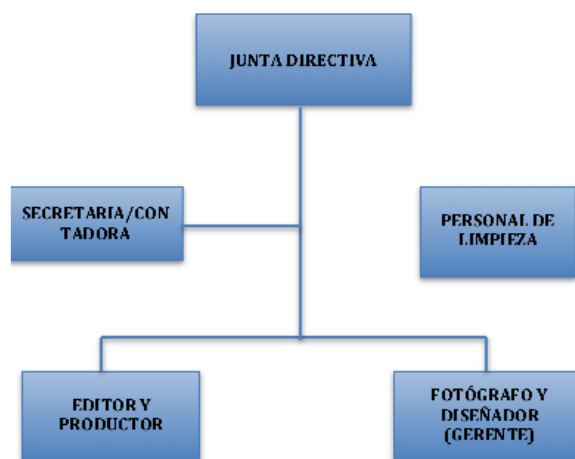 JUNTA DIRECTIVA
SECRETARIA/CON
TADORA
PERSONAL DE
LIMPIEZA
EDITOR Y
PRODUCTOR
FOTÓGRAFO Y
DISEÑADOR
(GERENTE)